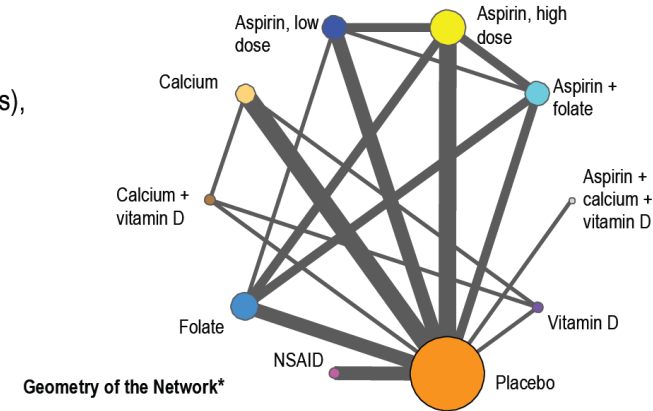 Aspirin, low
dose
Aspirin, high
dose
Calcium
s),
Aspirin +
folate
Calcium +
vitamin D
Aspirin +
calcium +
vitamin D
Folate
Vitamin D
NSAID
Placebo
Geometry of the Network*